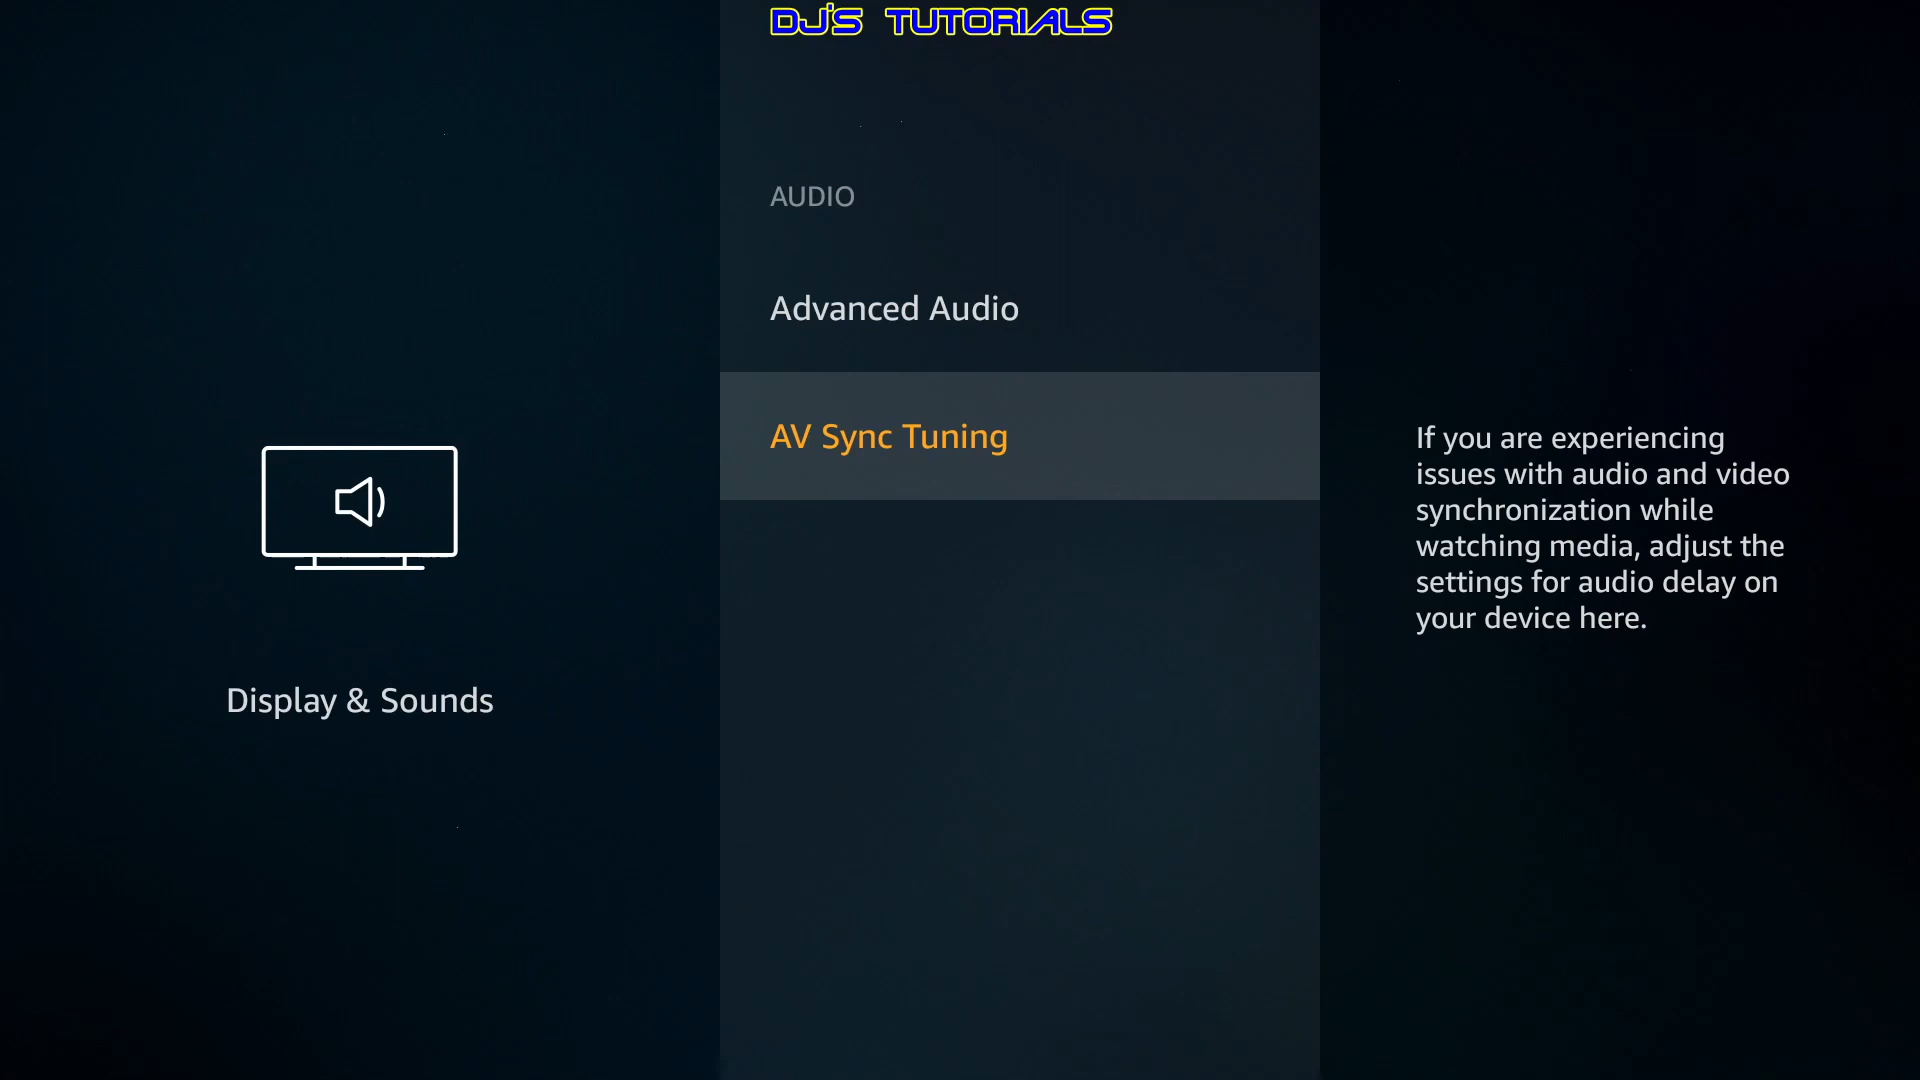 DJ'S TUTORIALS
AUDIO
Advanced Audio
AV Sync Tuning
Display & Sounds
If you are experiencing
issues with audio and video
synchronization while
watching media, adjust the
settings for audio delay on
your device here.